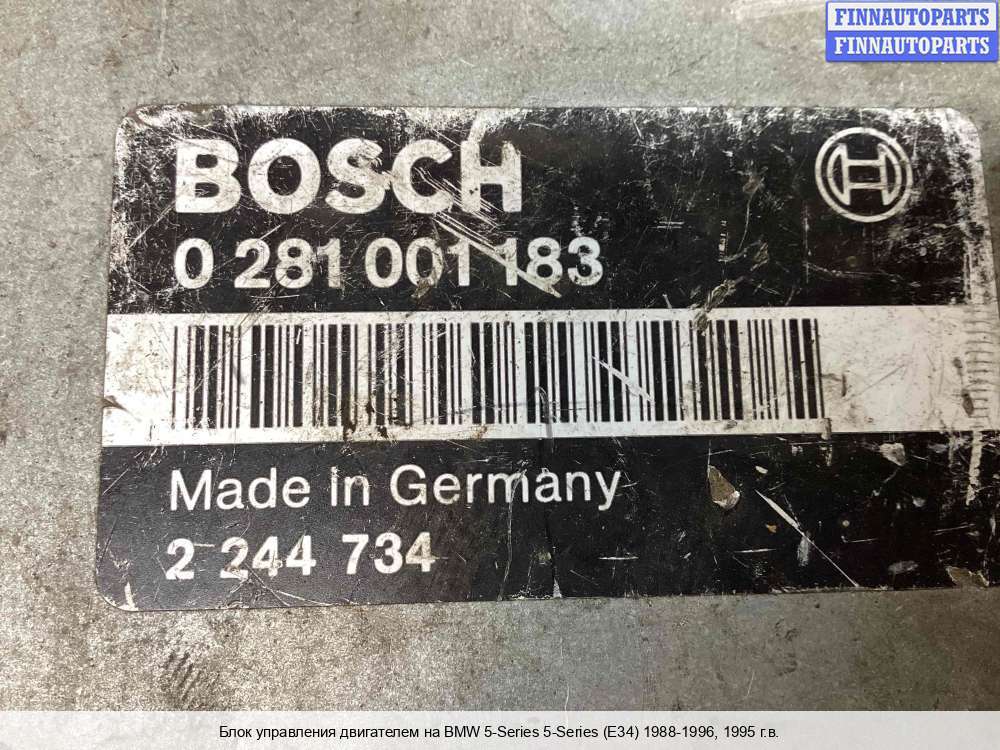 FINNAUTOPARTS
FINNAUTOPARTS
BOSCH
0 281 001 183
Made in Germany
2 244 734
Блок управления двигателем на BMW 5-Series 5-Series (E34) 1988-1996, 1995 г.в.